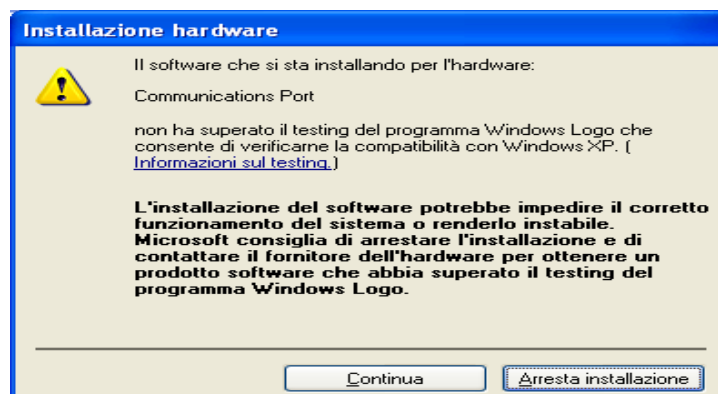 Installazione hardware
Il software che si sta installando per l'hardware:
Communications Port
non ha superato il testing del programma Windows Logo che
consente di verificarne la compatibilità con Windows XP. (
Informazioni sul testing.)
L'installazione del software potrebbe impedire il corretto
funzionamento del sistema o renderlo instabile.
Microsoft consiglia di arrestare l'installazione e di
contattare il fornitore dell'hardware per ottenere un
prodotto software che abbia superato il testing del
programma Windows Logo.
Continua
Arresta installazione